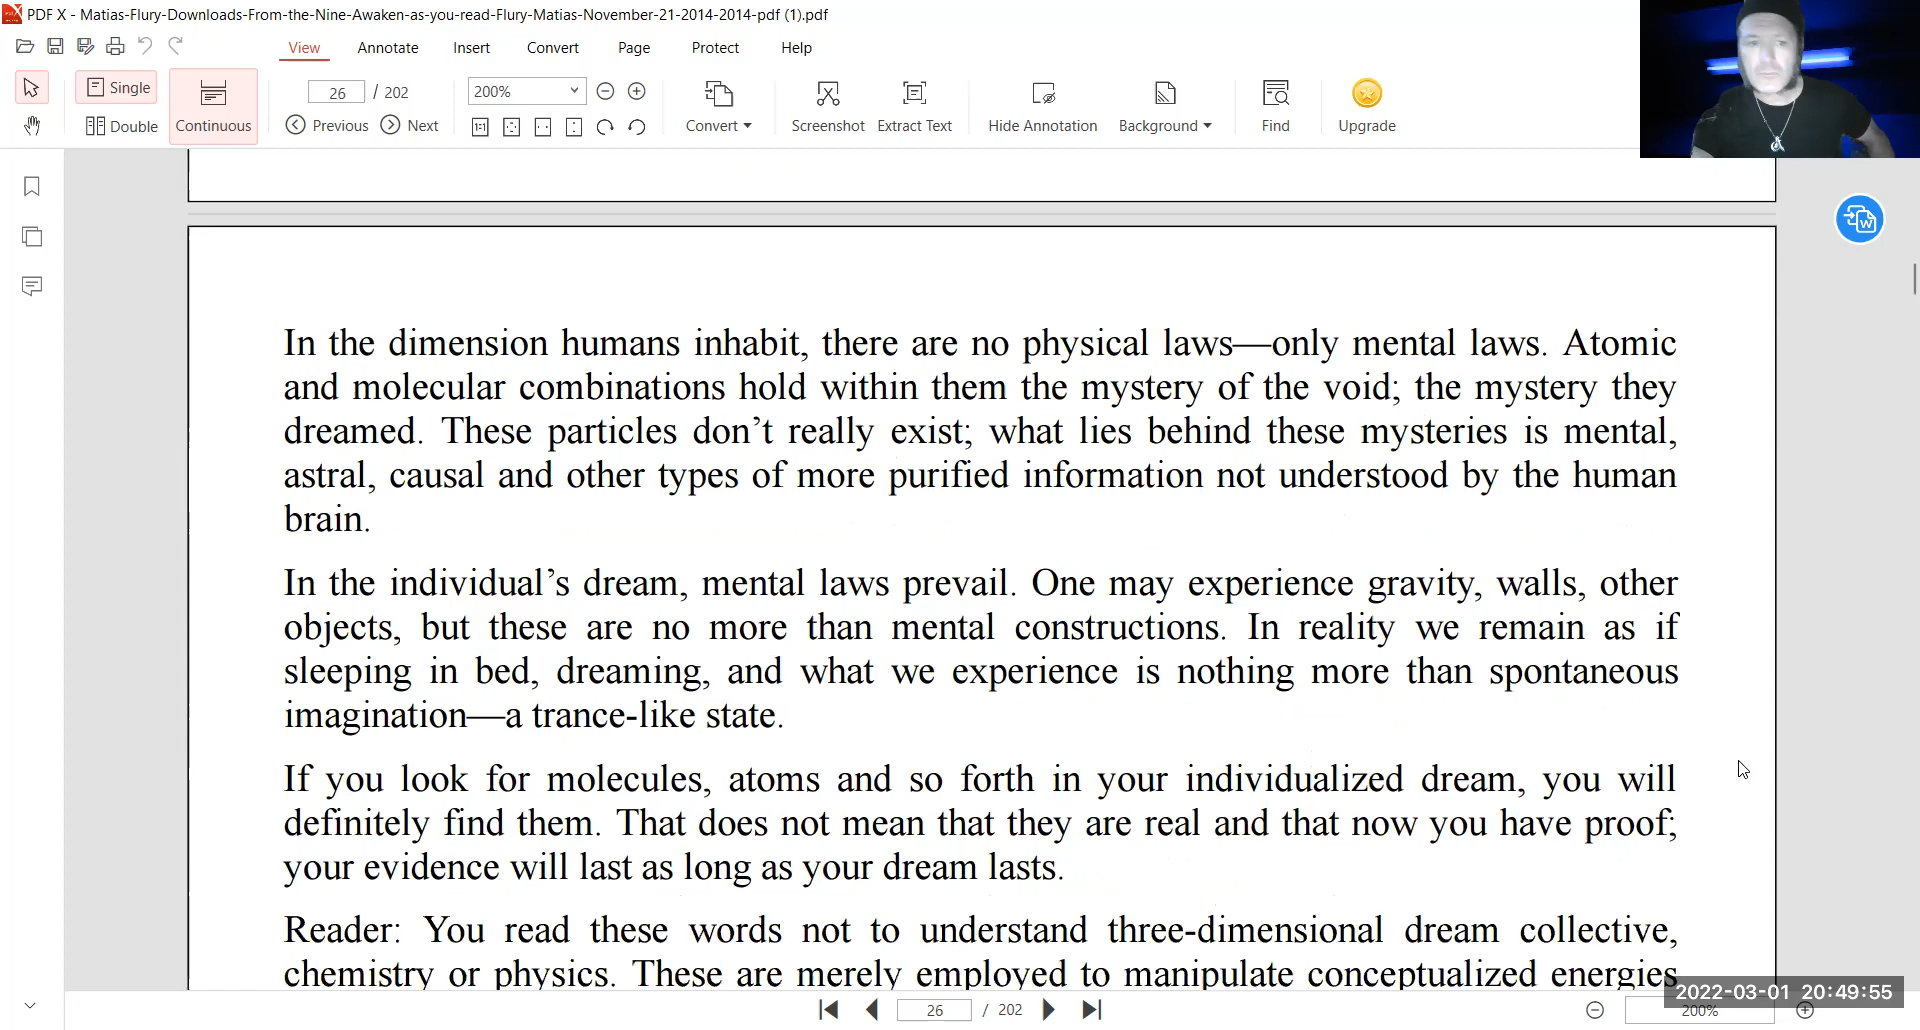 PDF X - Matias-Flury-Downloads-From-the-Nine-Awaken-as-you-read-Flury-Matias-November-21-2014-2014-pdf (1).pdf
View Annotate Insert Convert Page Protect Help
Single
Double
Continuous
26 / 202
Previous Next
200%
Convert
Screenshot
Extract Text
Hide Annotation
Background
Find
Upgrade
In the dimension humans inhabit, there are no physical laws—only mental laws. Atomic
and molecular combinations hold within them the mystery of the void; the mystery they
dreamed. These particles don’t really exist; what lies behind these mysteries is mental,
astral, causal and other types of more purified information not understood by the human
brain.
In the individual’s dream, mental laws prevail. One may experience gravity, walls, other
objects, but these are no more than mental constructions. In reality we remain as if
sleeping in bed, dreaming, and what we experience is nothing more than spontaneous
imagination—a trance-like state.
If you look for molecules, atoms and so forth in your individualized dream, you will
definitely find them. That does not mean that they are real and that now you have proof;
your evidence will last as long as your dream lasts.
Reader: You read these words not to understand three-dimensional dream collective,
chemistry or physics. These are merely employed to manipulate conceptualized energies
2022-03-01 20:49:55
26 / 202
200%